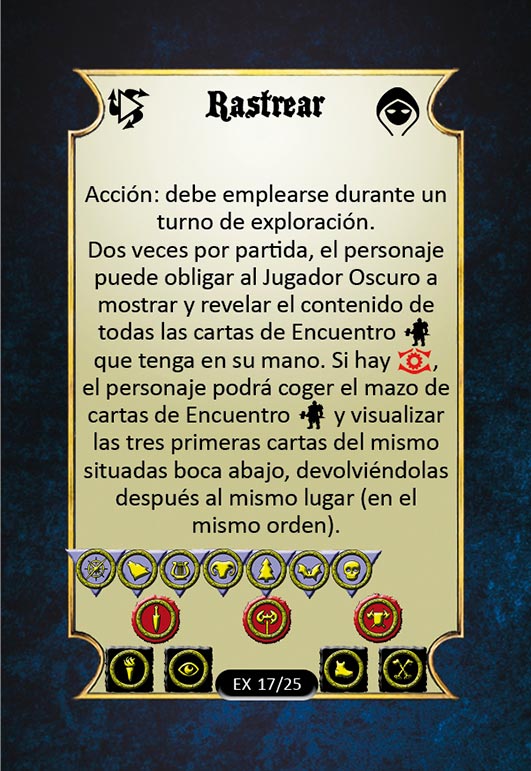 Rastrear
Acción: debe emplearse durante un
turno de exploración.
Dos veces por partida, el personaje
puede obligar al Jugador Oscuro a
mostrar y revelar el contenido de
todas las cartas de Encuentro
que tenga en su mano. Si hay ,
el personaje podrá coger el mazo de
cartas de Encuentro y visualizar
las tres primeras cartas del mismo
situadas boca abajo, devolviéndolas
después al mismo lugar (en el
mismo orden).
EX 17/25